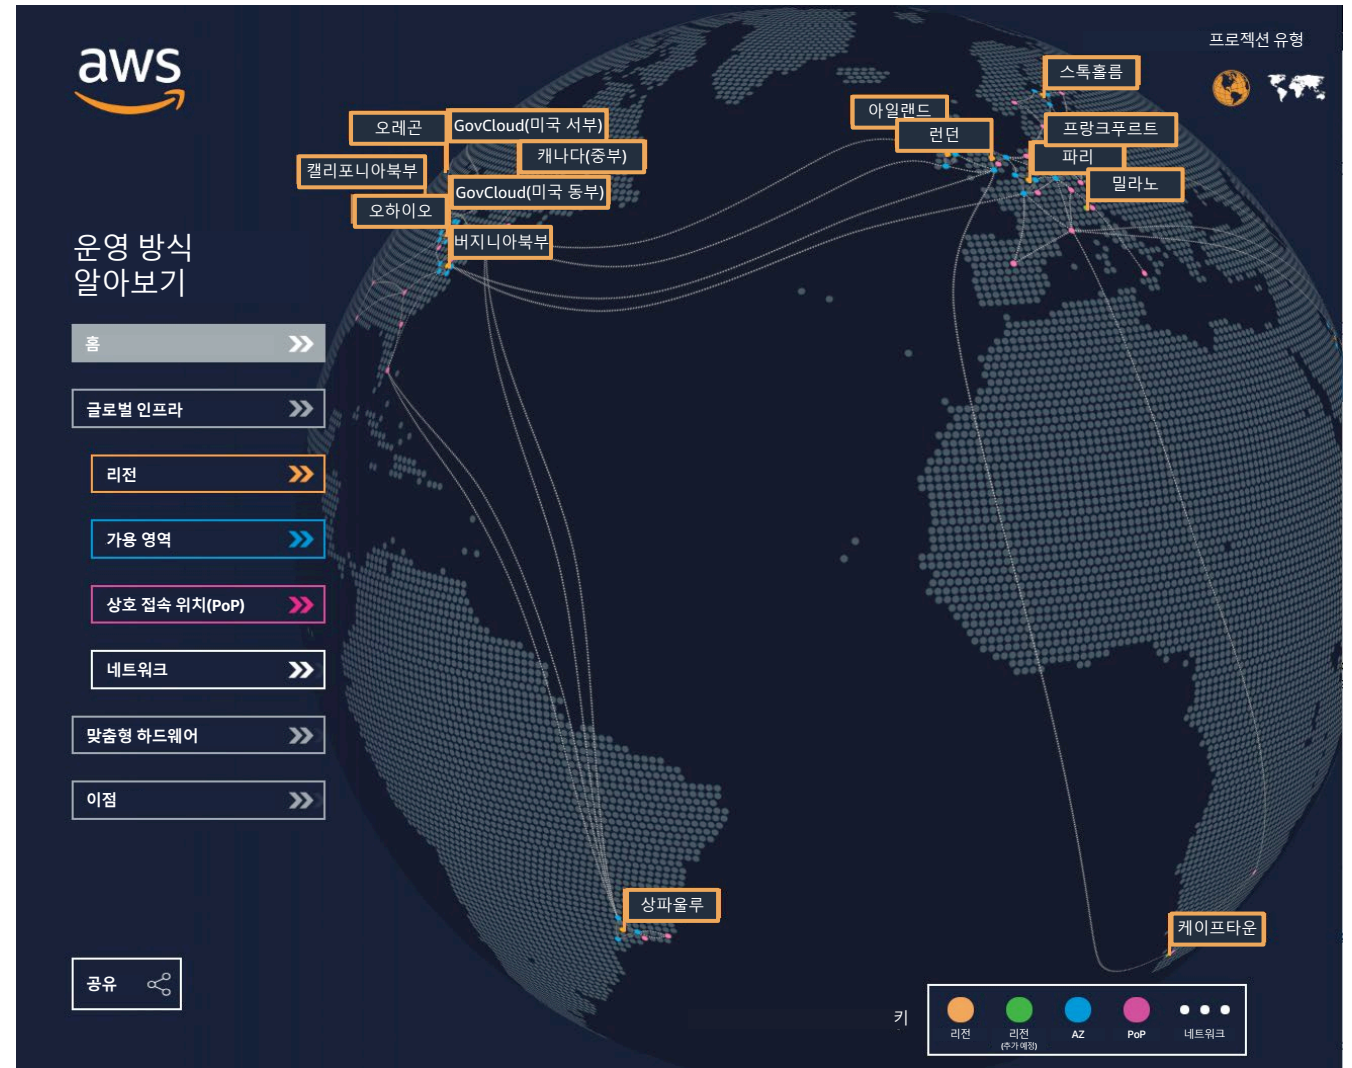 aws
프로젝션 유형
스톡홀름
아일랜드
런던
프랑크푸르트
파리
밀라노
오레곤
GovCloud(미국 서부)
캐나다(중부)
캘리포니아북부
GovCloud(미국 동부)
오하이오
버지니아북부
운영 방식
알아보기
홈
글로벌 인프라
리전
가용 영역
상호 접속 위치(PoP)
네트워크
맞춤형 하드웨어
이점
상파울루
케이프타운
공유
키
리전
리전
(추가 예정)
AZ
PoP
네트워크